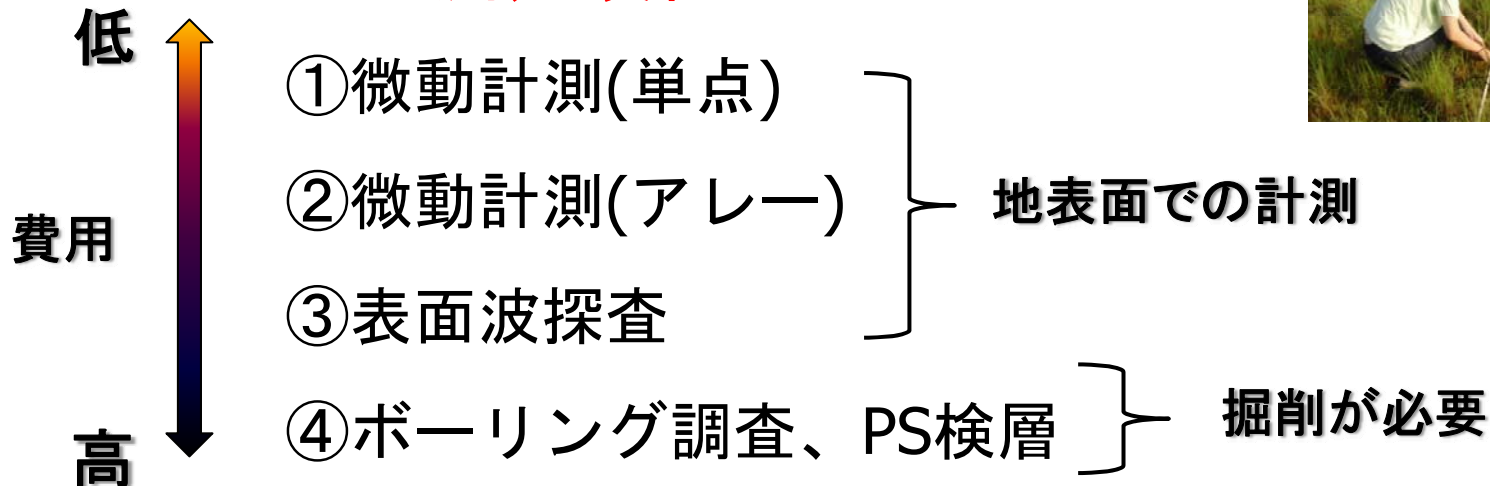 低
①微動計測(単点)
②微動計測(アレー)
地表面での計測
費用
③表面波探査
④ボーリング調査、PS検層
掘削が必要
高